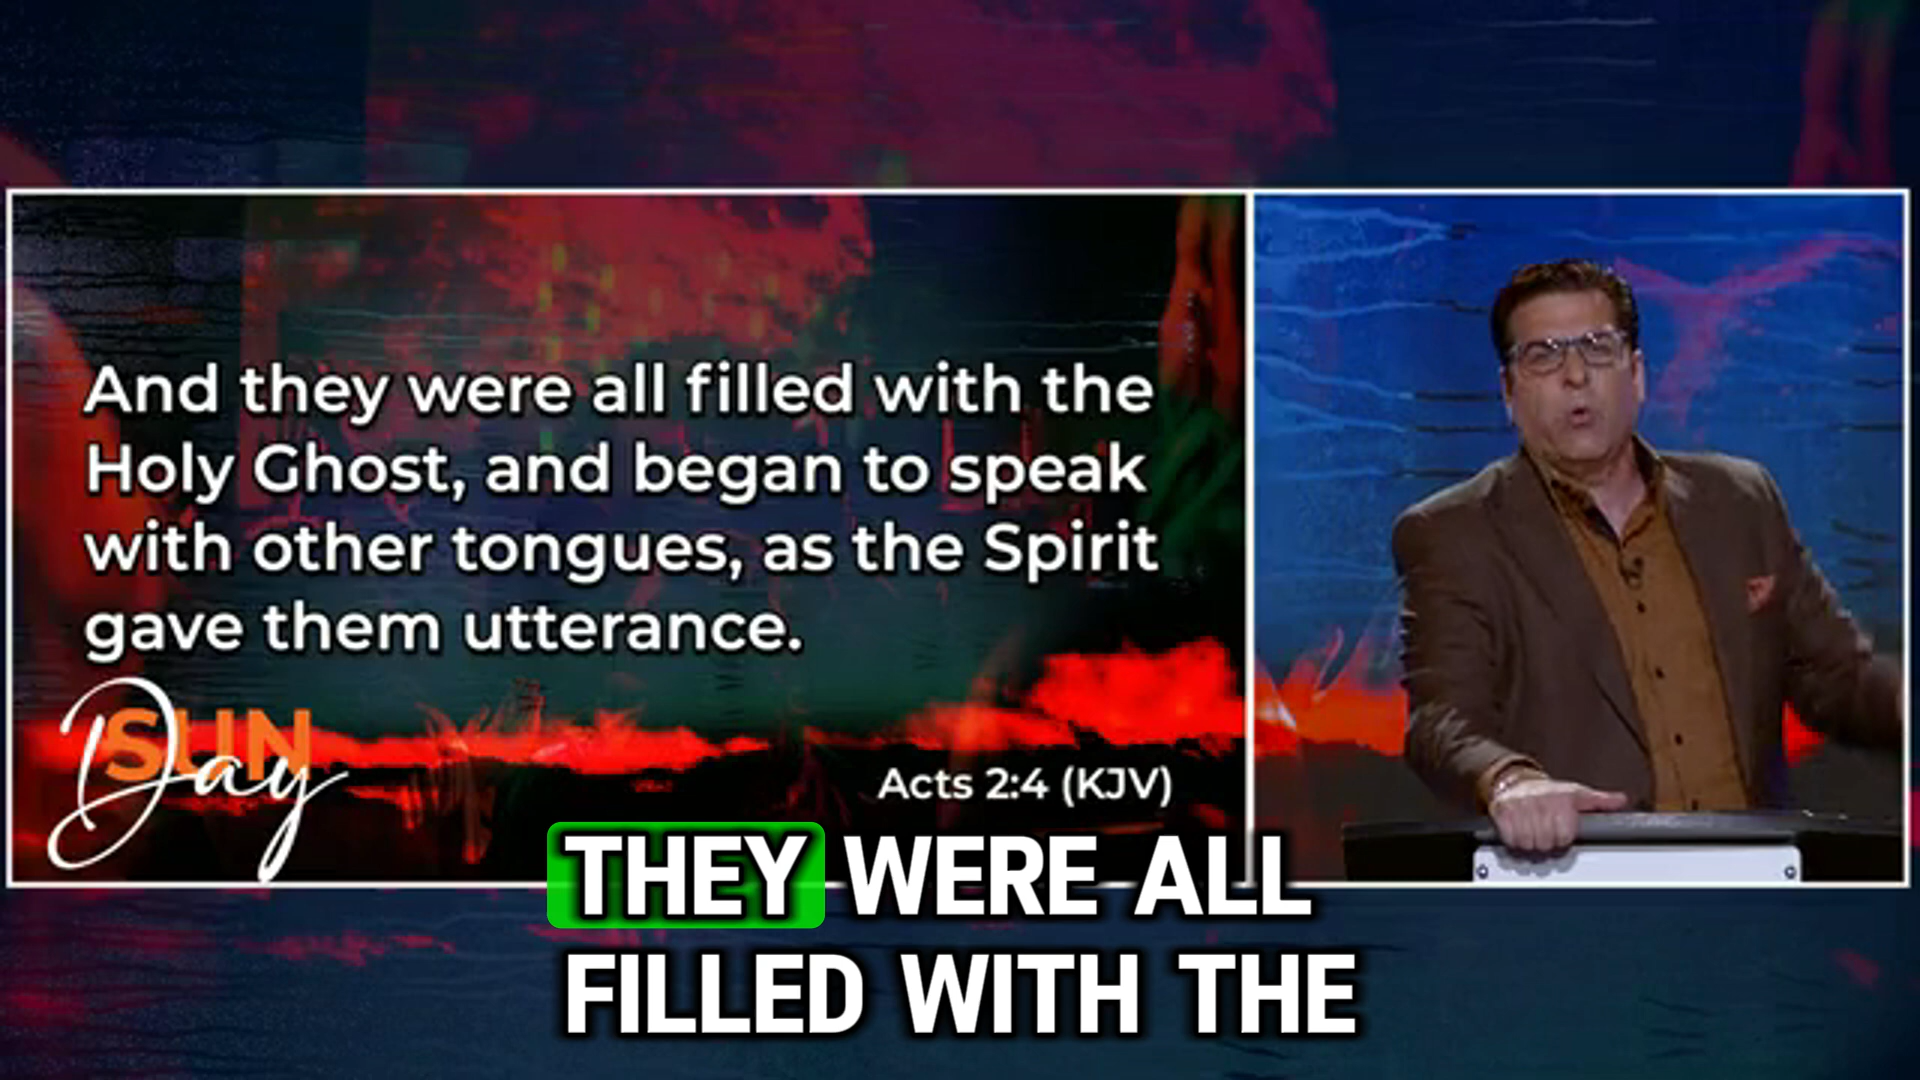 And they were all filled with the
Holy Ghost, and began to speak
with other tongues, as the Spirit
gave them utterance.
SUN
Day
Acts 2:4 (KJV)
THEY WERE ALL
FILLED WITH THE